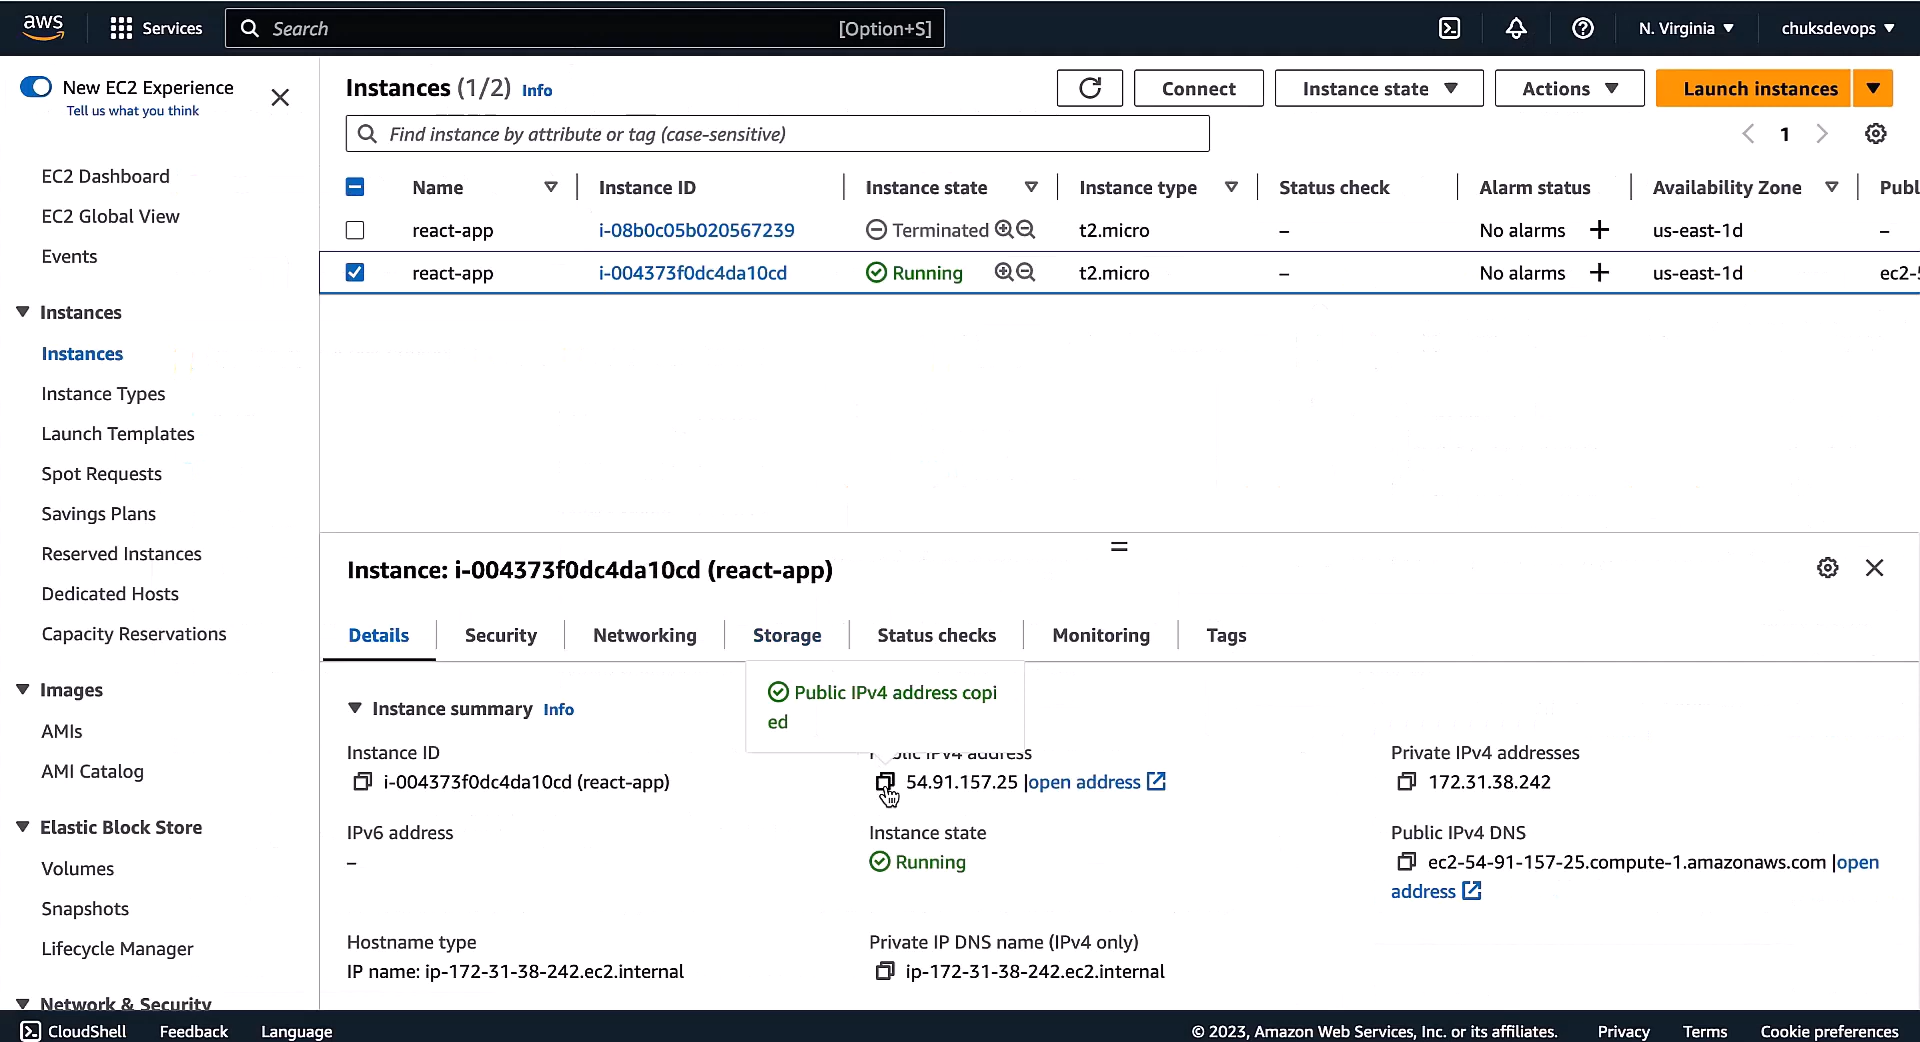 aws
Services
Search
[Option+S]
N. Virginia
chuksdevops
New EC2 Experience
Tell us what you think
EC2 Dashboard
EC2 Global View
Events
Instances
Instances
Instance Types
Launch Templates
Spot Requests
Savings Plans
Reserved Instances
Dedicated Hosts
Capacity Reservations
Images
AMIs
AMI Catalog
Elastic Block Store
Volumes
Snapshots
Lifecycle Manager
Network & Security
Instances (1/2) Info
Connect
Instance state
Actions
Launch instances
Find instance by attribute or tag (case-sensitive)
1
Name Instance ID Instance state Instance type Status check Alarm status Availability Zone Publ
react-app i-08b0c05b020567239 Terminated t2.micro – No alarms + us-east-1d –
react-app i-004373f0dc4da10cd Running t2.micro – No alarms + us-east-1d ec2-5
Instance: i-004373f0dc4da10cd (react-app)
Details Security Networking Storage Status checks Monitoring Tags
Public IPv4 address copi
ed
Instance summary Info
Instance ID
i-004373f0dc4da10cd (react-app)
Public IPv4 address
54.91.157.25 |open address
Private IPv4 addresses
172.31.38.242
IPv6 address
–
Instance state
Running
Public IPv4 DNS
ec2-54-91-157-25.compute-1.amazonaws.com |open
address
Hostname type
IP name: ip-172-31-38-242.ec2.internal
Private IP DNS name (IPv4 only)
ip-172-31-38-242.ec2.internal
CloudShell Feedback Language
© 2023, Amazon Web Services, Inc. or its affiliates. Privacy Terms Cookie preferences